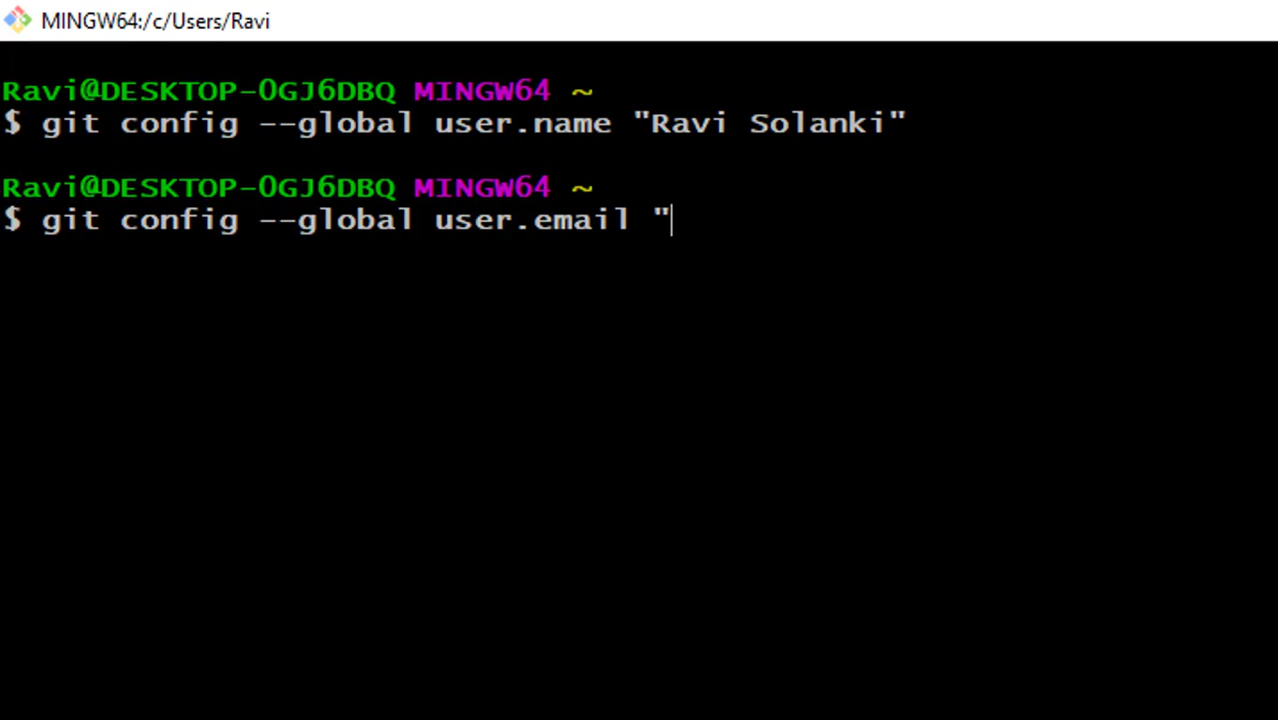 MINGW64:/c/Users/Ravi
Ravi@DESKTOP-0GJ6DBQ MINGW64 ~
$ git config --global user.name "Ravi Solanki"
Ravi@DESKTOP-0GJ6DBQ MINGW64 ~
$ git config --global user.email "